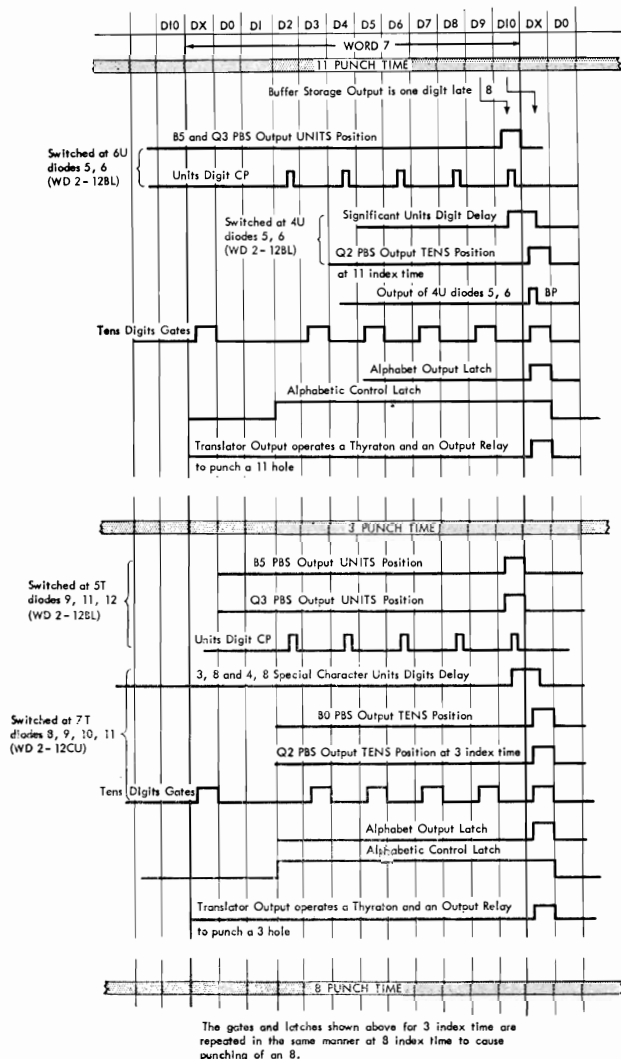 D10 DX D0 D1 D2 D3 D4 D5 D6 D7 D8 D9 D10 DX D0
WORD 7
11 PUNCH TIME
Buffer Storage Output is one digit late 8
B5 and Q3 PBS Output UNITS Position
Switched at 6U
diodes 5, 6
(WD 2-12BL)
Units Digit CP
Significant Units Digit Delay
Switched at 4U
diodes 5, 6
(WD 2-12BL)
Q2 PBS Output TENS Position
at 11 index time
Output of 4U diodes 5, 6 BP
Tens Digits Gates
Alphabet Output Latch
Alphabetic Control Latch
Translator Output operates a Thyraton and an Output Relay
to punch a 11 hole
3 PUNCH TIME
B5 PBS Output UNITS Position
Switched at 5T
diodes 9, 11, 12
(WD 2-12BL)
Q3 PBS Output UNITS Position
Units Digit CP
3, 8 and 4, 8 Special Character Units Digits Delay
Switched at 7T
diodes 8, 9, 10, 11
(WD 2-12CU)
B0 PBS Output TENS Position
Q2 PBS Output TENS Position at 3 index time
Tens Digits Gates
Alphabet Output Latch
Alphabetic Control Latch
Translator Output operates a Thyraton and an Output Relay
to punch a 3 hole
8 PUNCH TIME
The gates and latches shown above for 3 index time are
repeated in the same manner at 8 index time to cause
punching of an 8.